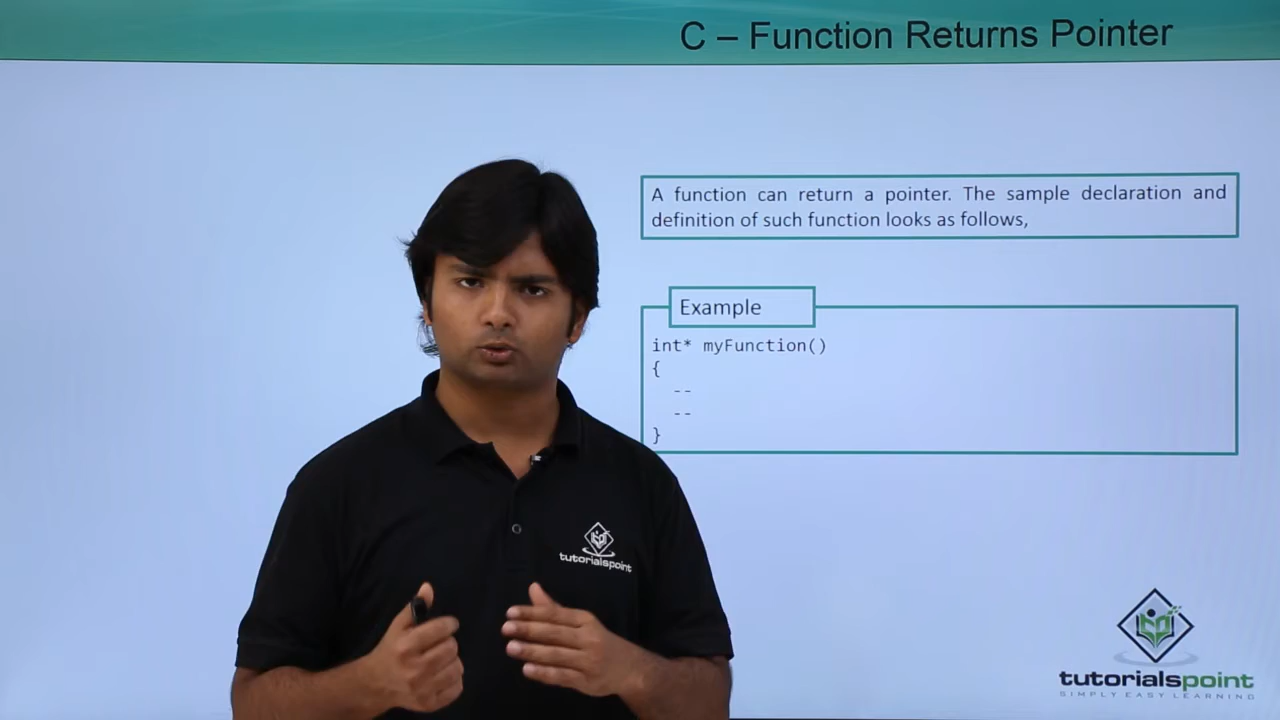 C – Function Returns Pointer
A function can return a pointer. The sample declaration and
definition of such function looks as follows,
Example
int* myFunction()
{
--
--
}
tutorialspoint
tutorialspoint
SIMPLY EASY LEARNING